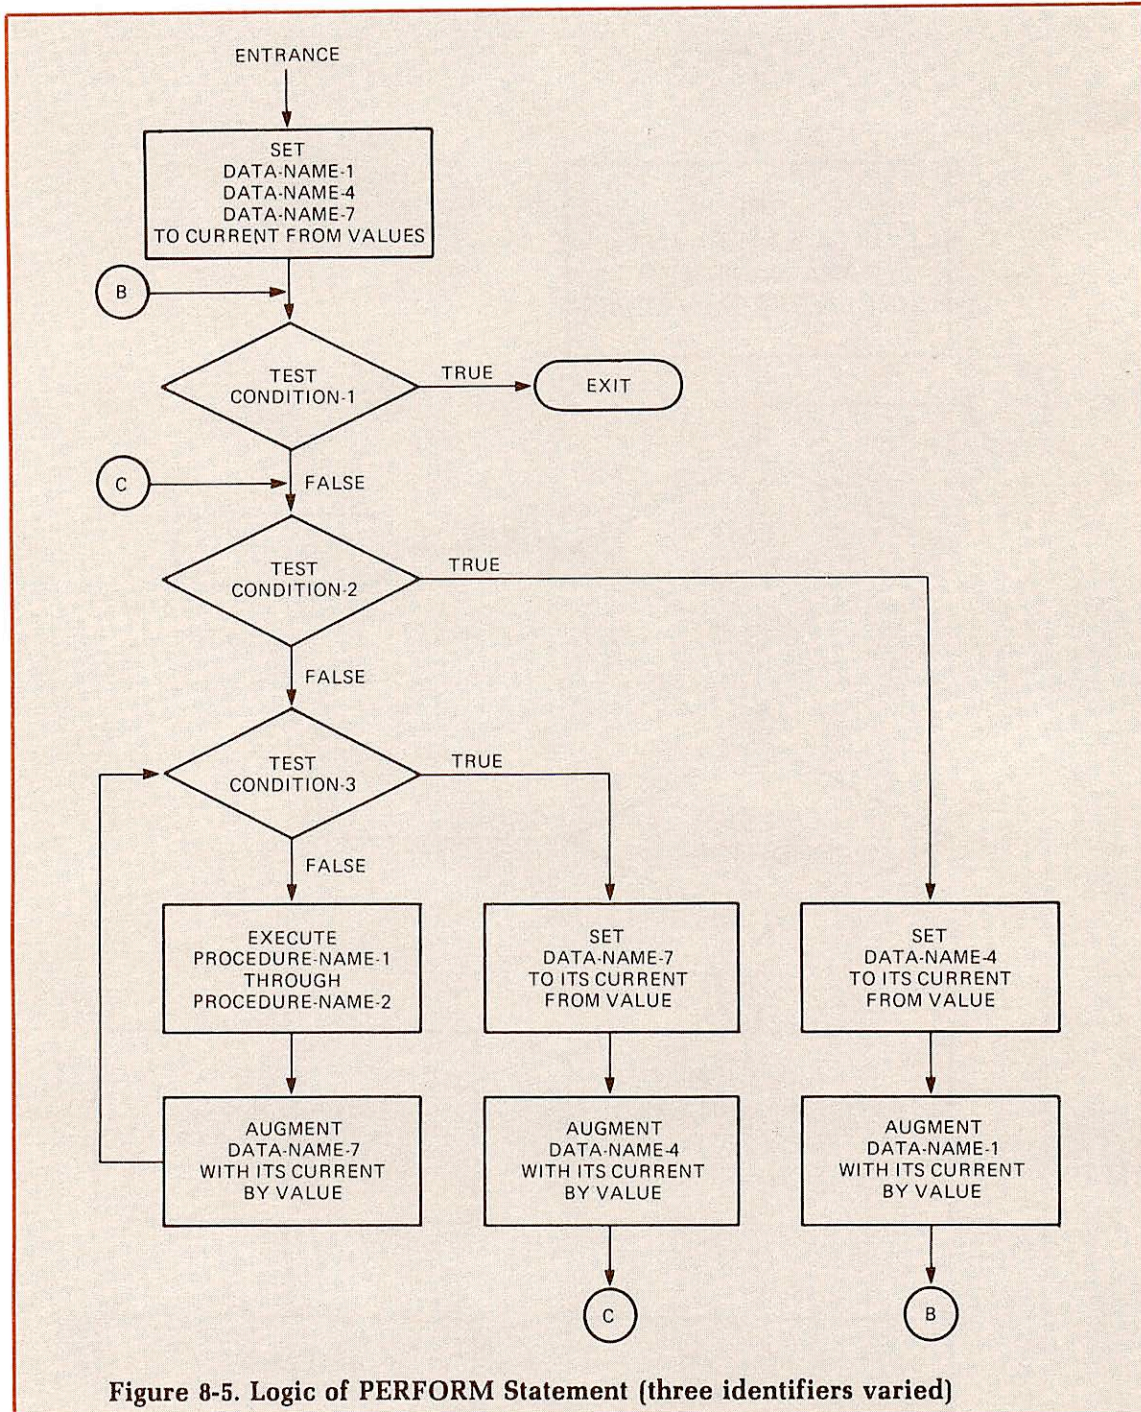 ENTRANCE
SET
DATA-NAME-1
DATA-NAME-4
DATA-NAME-7
TO CURRENT FROM VALUES
B
TEST
CONDITION-1
TRUE
EXIT
C
FALSE
TEST
CONDITION-2
TRUE
FALSE
TEST
CONDITION-3
TRUE
FALSE
EXECUTE
PROCEDURE-NAME-1
THROUGH
PROCEDURE-NAME-2
SET
DATA-NAME-7
TO ITS CURRENT
FROM VALUE
SET
DATA-NAME-4
TO ITS CURRENT
FROM VALUE
AUGMENT
DATA-NAME-7
WITH ITS CURRENT
BY VALUE
AUGMENT
DATA-NAME-4
WITH ITS CURRENT
BY VALUE
AUGMENT
DATA-NAME-1
WITH ITS CURRENT
BY VALUE
C
B
Figure 8-5. Logic of PERFORM Statement (three identifiers varied)